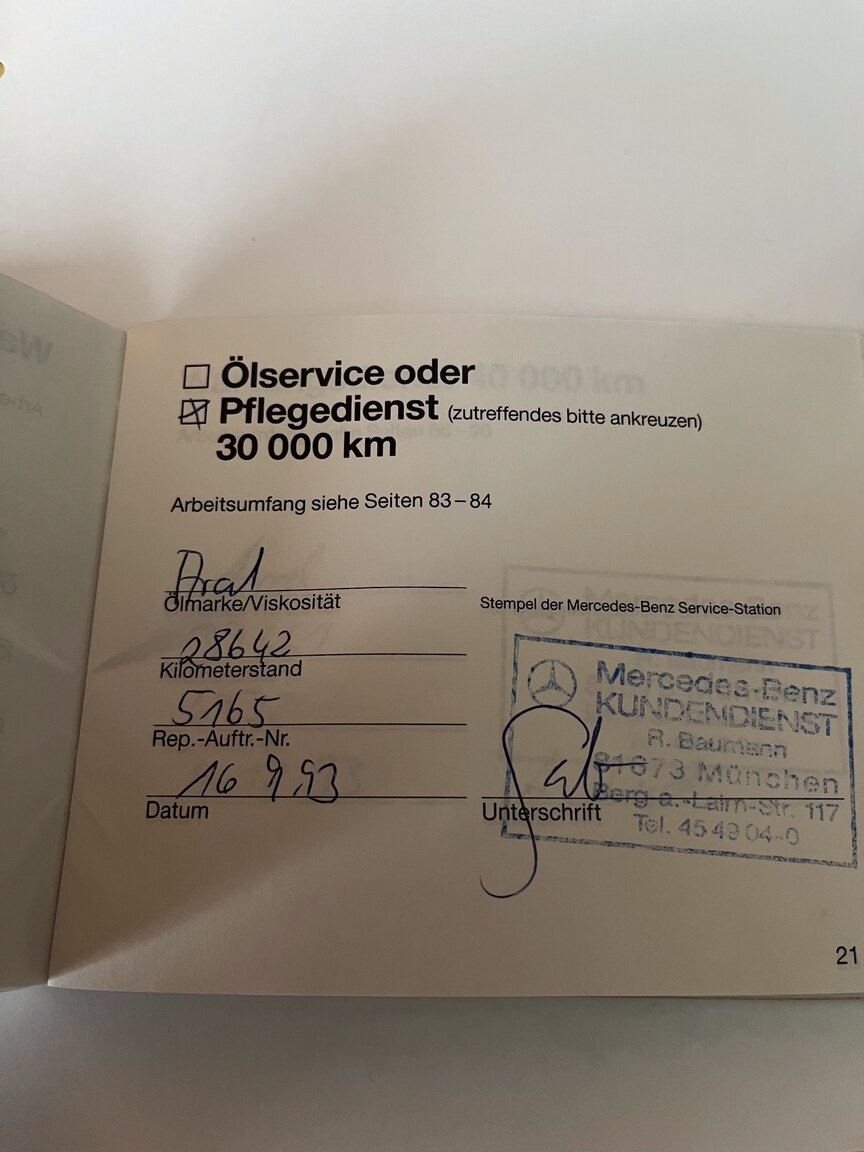 Ölservice oder
Pflegedienst (zutreffendes bitte ankreuzen)
30 000 km
Arbeitsumfang siehe Seiten 83–84
Aral
Ölmarke/Viskosität
Stempel der Mercedes-Benz Service-Station
28642
Kilometerstand
5165
Rep.-Auftr.-Nr.
16 9.93
Datum
Mercedes-Benz
KUNDENDIENST
R. Baumann
81673 München
Berg-a.-Laim-Str. 117
Tel. 45 49 04-0
Unterschrift
21